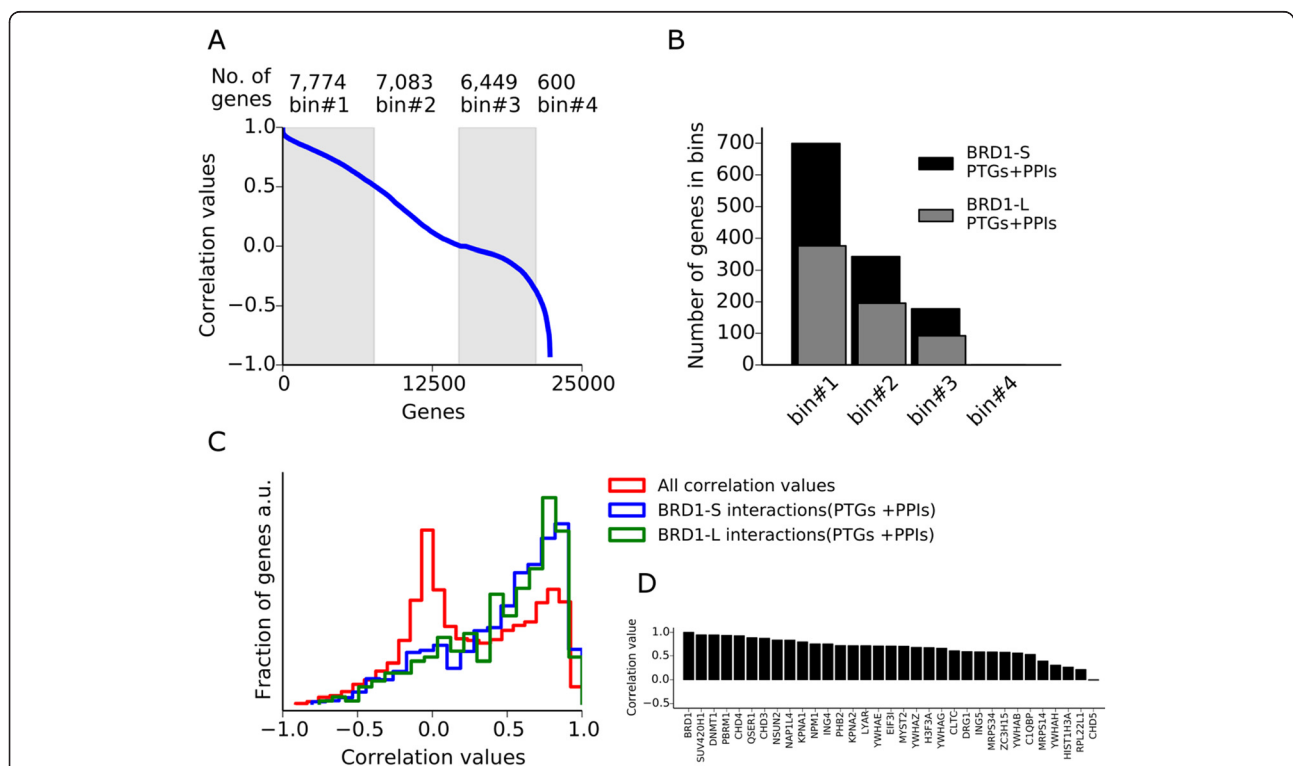 A
No. of genes
7,774 bin#1
7,083 bin#2
6,449 bin#3
600 bin#4
Correlation values
1.0
0.5
0.0
−0.5
−1.0
0
12500
25000
Genes
B
Number of genes in bins
700
600
500
400
300
200
100
0
bin#1
bin#2
bin#3
bin#4
BRD1-S
PTGs+PPIs
BRD1-L
PTGs+PPIs
C
Fraction of genes a.u.
−1.0
−0.5
0.0
0.5
1.0
Correlation values
All correlation values
BRD1-S interactions(PTGs +PPIs)
BRD1-L interactions(PTGs +PPIs)
D
Correlation value
1.0
0.5
0.0
−0.5
BRD1
SUV420H1
DNMT1
PBRM1
CHD4
QSER1
CHD3
NSUN2
NAP1L4
KPNA1
NPM1
ING4
PHB2
KPNA2
LYAR
YWHAE
EIF3I
MYST2
YWHAZ
H3F3A
YWHAG
CLTC
DRG1
ING5
MRPS34
ZC3H15
YWHAB
C1QBP
MRPS14
YWHAH
HIST1H3A
RPL22L1
CHD5